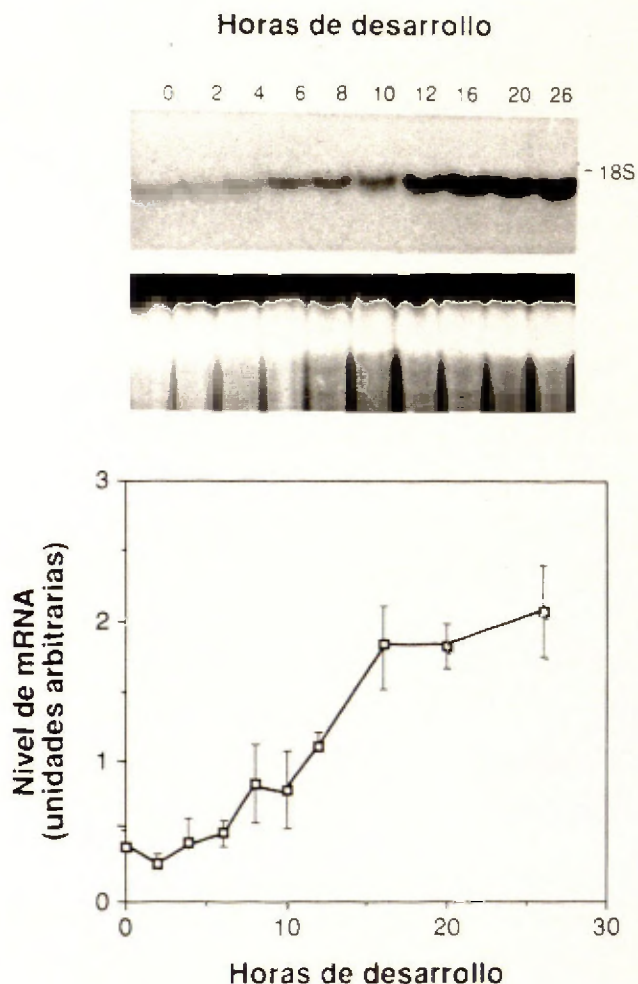 Horas de desarrollo
0 2 4 6 8 10 12 16 20 26
-18S
3
2
1
0
Nivel de mRNA
(unidades arbitrarias)
0 10 20 30
Horas de desarrollo